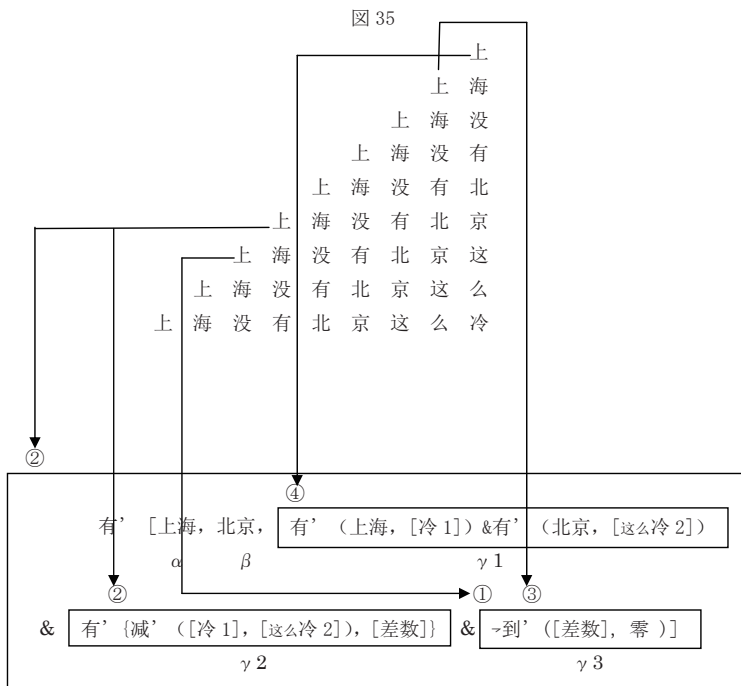 図 35
上
上 海
上 海 没
上 海 没 有
上 海 没 有 北
上 海 没 有 北 京
上 海 没 有 北 京 这
上 海 没 有 北 京 这 么
上 海 没 有 北 京 这 么 冷
②
④
有’ [上海, 北京, 有’ (上海, [冷 1]) &有’ (北京, [这么冷 2])
α β γ 1
② ① ③
& 有’ {减’ ([冷 1], [这么冷 2]), [差数]} & ¬到’ ([差数], 零 )]
γ 2 γ 3